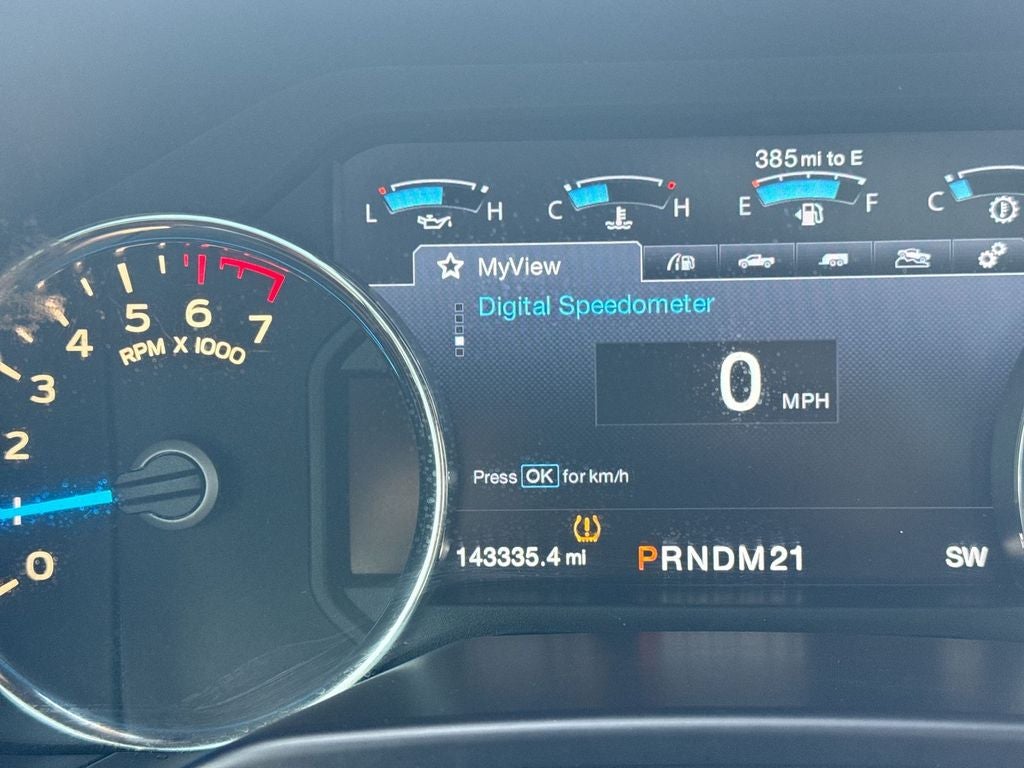 385 mi to E
L H
C H
E F
C
MyView
Digital Speedometer
0 MPH
Press OK for km/h
143335.4 mi
PRNDM21
SW
0
2
3
4
5
6
7
RPM X 1000